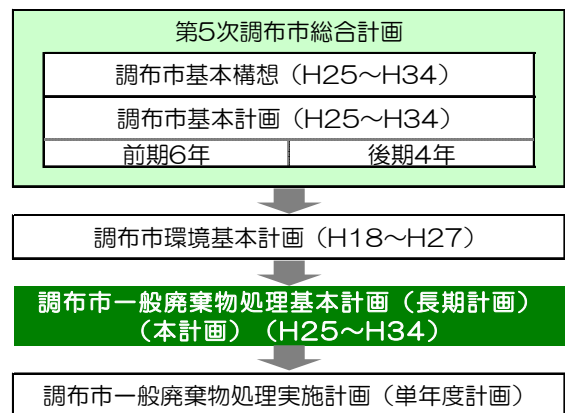 第5次調布市総合計画
調布市基本構想（H25～H34）
調布市基本計画（H25～H34）
前期6年 後期4年
調布市環境基本計画（H18～H27）
調布市一般廃棄物処理基本計画（長期計画）
（本計画）（H25～H34）
調布市一般廃棄物処理実施計画（単年度計画）